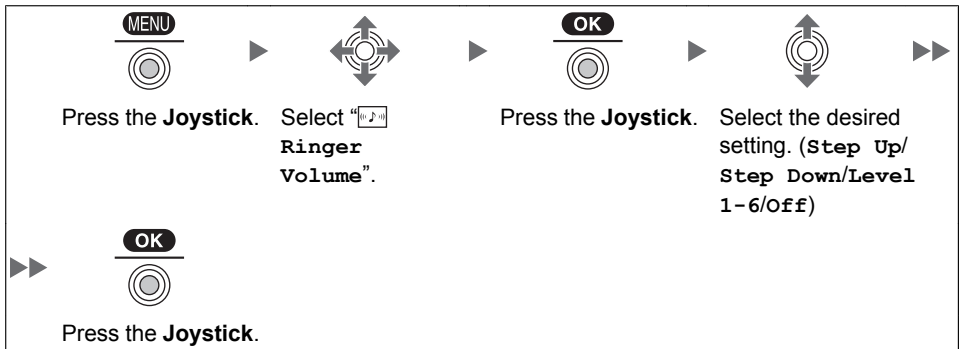 MENU
OK
Press the Joystick.
Select “
Press the Joystick.
Select the desired
Ringer
setting. (Step Up/
Volume”.
Step Down/Level
1-6/Off)
OK
Press the Joystick.